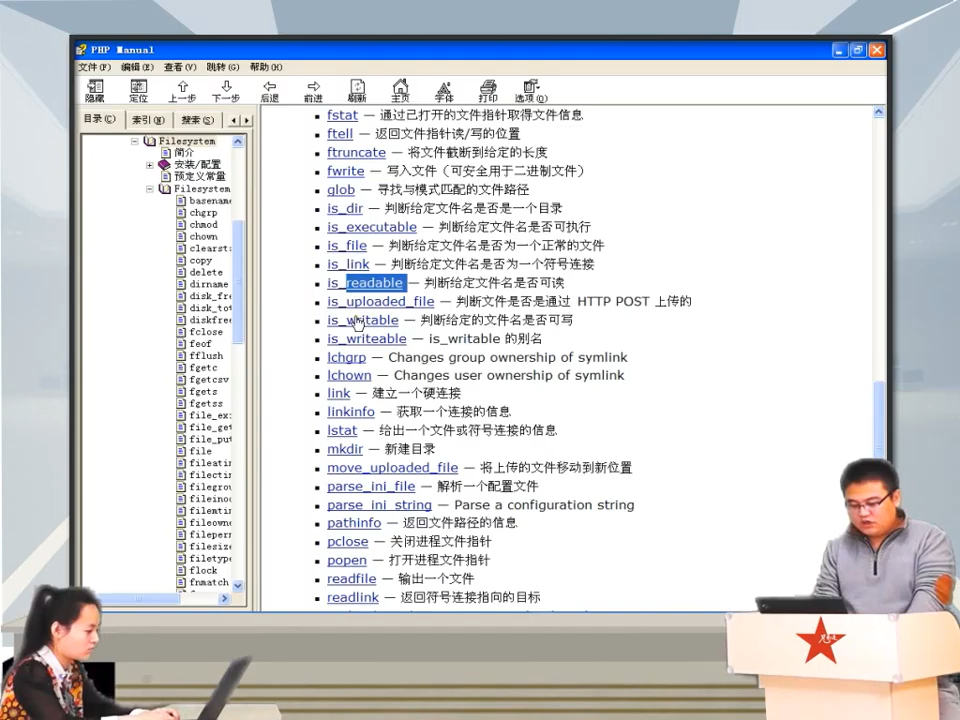 PHP Manual
文件(F) 编辑(E) 查看(V) 跳转(G) 帮助(H)
隐藏 定位 上一步 下一步 后退 前进 刷新 主页 字体 打印 选项(O)
目录(C) 索引(N) 搜索(S)
Filesystem
简介
安装/配置
预定义常量
Filesystem
basename
chgrp
chmod
chown
clearst
copy
delete
dirname
disk_fre
disk_tot
diskfree
fclose
feof
fflush
fgetc
fgetcsv
fgets
fgetss
file_ex:
file_get
file_put
file
fileatin
filectin
filegrou
fileinod
filemtin
fileowne
fileperm
filesize
filetype
flock
fnmatch
fstat — 通过已打开的文件指针取得文件信息
ftell — 返回文件指针读/写的位置
ftruncate — 将文件截断到给定的长度
fwrite — 写入文件（可安全用于二进制文件）
glob — 寻找与模式匹配的文件路径
is_dir — 判断给定文件名是否是一个目录
is_executable — 判断给定文件名是否可执行
is_file — 判断给定文件名是否为一个正常的文件
is_link — 判断给定文件名是否为一个符号连接
is_readable — 判断给定文件名是否可读
is_uploaded_file — 判断文件是否是通过 HTTP POST 上传的
is_writable — 判断给定的文件名是否可写
is_writeable — is_writable 的别名
lchgrp — Changes group ownership of symlink
lchown — Changes user ownership of symlink
link — 建立一个硬连接
linkinfo — 获取一个连接的信息
lstat — 给出一个文件或符号连接的信息
mkdir — 新建目录
move_uploaded_file — 将上传的文件移动到新位置
parse_ini_file — 解析一个配置文件
parse_ini_string — Parse a configuration string
pathinfo — 返回文件路径的信息
pclose — 关闭进程文件指针
popen — 打开进程文件指针
readfile — 输出一个文件
readlink — 返回符号连接指向的目标